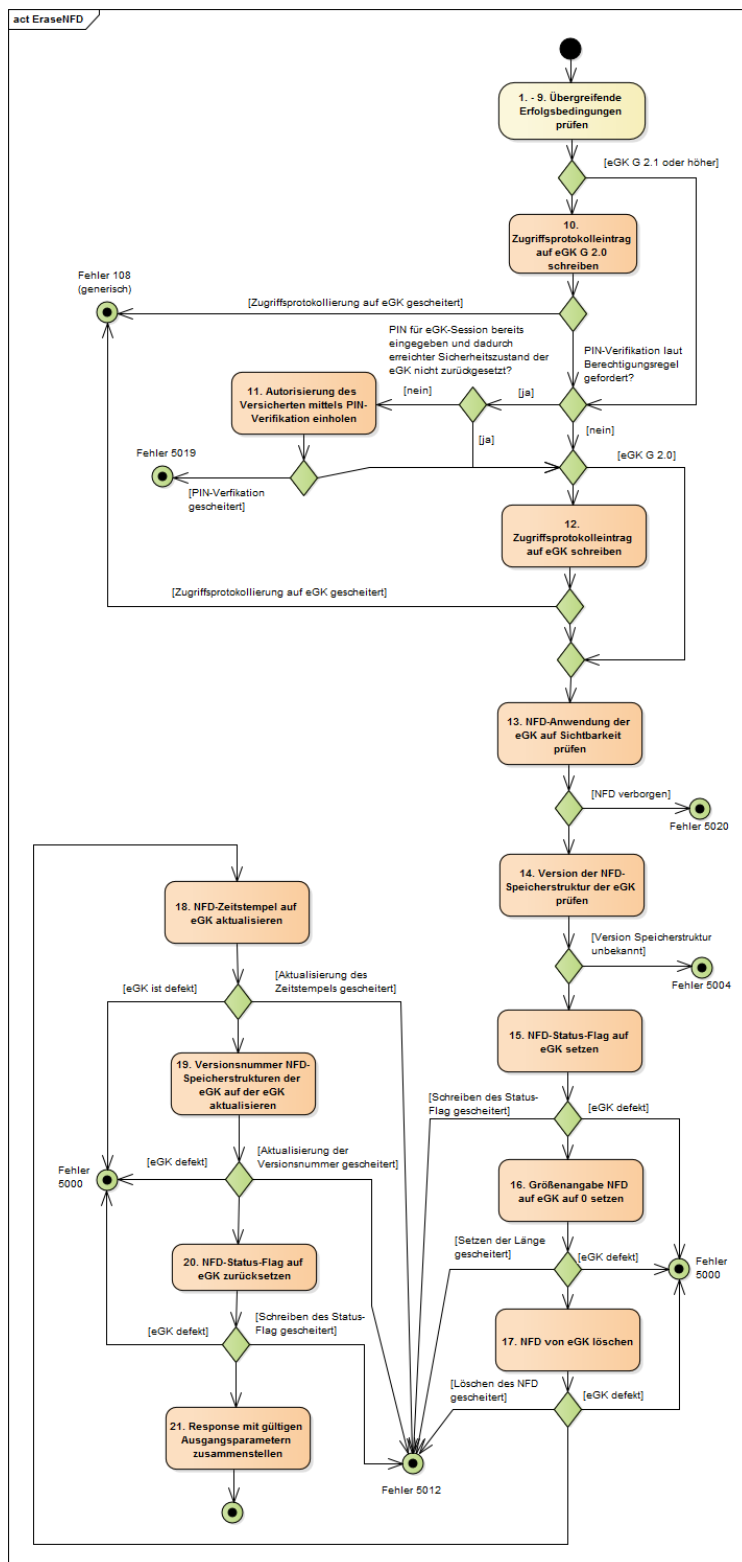 act EraseNFD
1. - 9. Übergreifende
Erfolgsbedingungen
prüfen
[eGK G 2.1 oder höher]
10.
Zugriffsprotokolleintrag
auf eGK G 2.0
schreiben
Fehler 108
(generisch)
[Zugriffsprotokollierung auf eGK gescheitert]
PIN für eGK-Session bereits
eingegeben und dadurch
erreichter Sicherheitszustand der
eGK nicht zurückgesetzt?
PIN-Verifikation laut
Berechtigungsregel
gefordert?
11. Autorisierung des
Versicherten mittels PIN-
Verifikation einholen
[nein]
[ja]
[ja]
[nein]
[eGK G 2.0]
Fehler 5019
[PIN-Verfikation
gescheitert]
12.
Zugriffsprotokolleintrag
auf eGK schreiben
[Zugriffsprotokollierung auf eGK gescheitert]
13. NFD-Anwendung der
eGK auf Sichtbarkeit
prüfen
[NFD verborgen]
Fehler 5020
14. Version der NFD-
Speicherstruktur der eGK
prüfen
[Version Speicherstruktur
unbekannt]
Fehler 5004
15. NFD-Status-Flag auf
eGK setzen
[Schreiben des Status-
Flag gescheitert]
[eGK defekt]
16. Größenangabe NFD
auf eGK auf 0 setzen
[Setzen der Länge
gescheitert]
[eGK defekt]
Fehler
5000
17. NFD von eGK löschen
[Löschen des NFD
gescheitert]
[eGK defekt]
18. NFD-Zeitstempel auf
eGK aktualisieren
[eGK ist defekt]
[Aktualisierung des
Zeitstempels gescheitert]
19. Versionsnummer NFD-
Speicherstrukturen der
eGK auf der eGK
aktualisieren
Fehler
5000
[eGK defekt]
[Aktualisierung der
Versionsnummer gescheitert]
20. NFD-Status-Flag auf
eGK zurücksetzen
[eGK defekt]
[Schreiben des Status-
Flag gescheitert]
21. Response mit gültigen
Ausgangsparametern
zusammenstellen
Fehler 5012